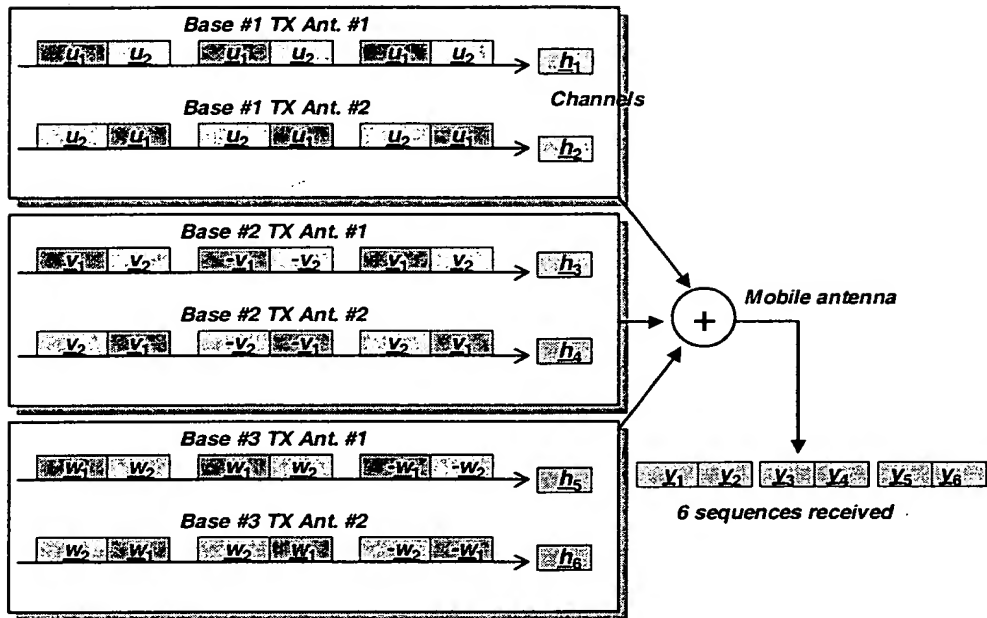 Base #1 TX Ant. #1
u₁ u₂ u₁ u₂ u₁ u₂ h₁
Channels
Base #1 TX Ant. #2
u₂ u₁ u₂ u₁ u₂ u₁ h₂
Base #2 TX Ant. #1
v₁ v₂ -v₁ -v₂ v₁ v₂ h₃
Base #2 TX Ant. #2
v₂ v₁ -v₂ -v₁ v₂ v₁ h₄
+
Mobile antenna
Base #3 TX Ant. #1
w₁ w₂ w₁ w₂ -w₁ -w₂ h₅
y₁ y₂ y₃ y₄ y₅ y₆
6 sequences received
Base #3 TX Ant. #2
w₂ w₁ w₂ w₁ -w₂ -w₁ h₆